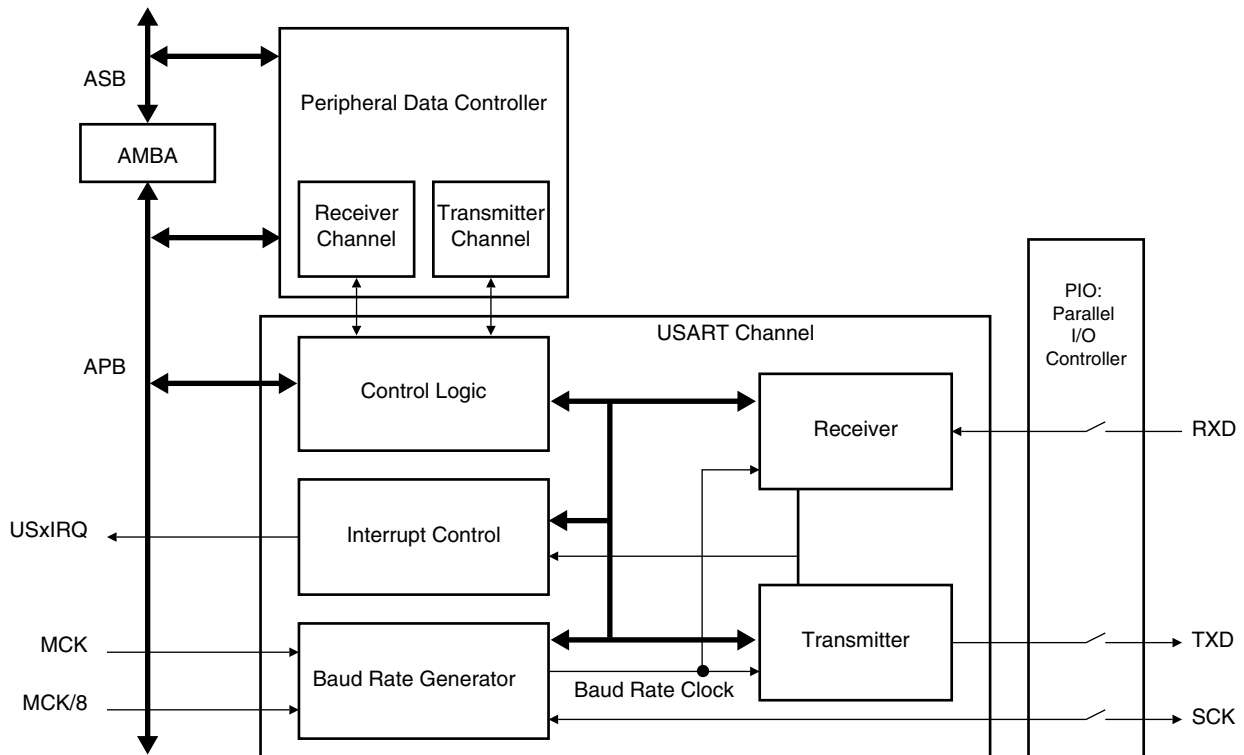 ASB
Peripheral Data Controller
AMBA
Receiver
Channel
Transmitter
Channel
PIO:
Parallel
I/O
Controller
USART Channel
APB
Control Logic
Receiver
RXD
USxIRQ
Interrupt Control
MCK
Transmitter
TXD
Baud Rate Generator
Baud Rate Clock
MCK/8
SCK